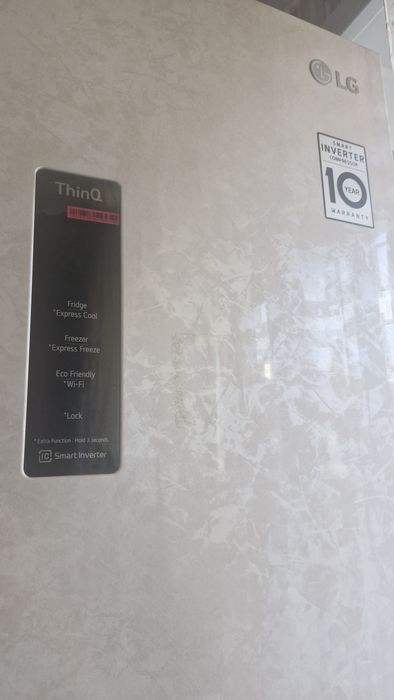 LG
SMART
INVERTER
COMPRESSOR
10 YEAR
WARRANTY
ThinQ
Fridge
*Express Cool
Freezer
*Express Freeze
Eco Friendly
*Wi-Fi
*Lock
* Extra Function : Hold 3 seconds
Smart Inverter